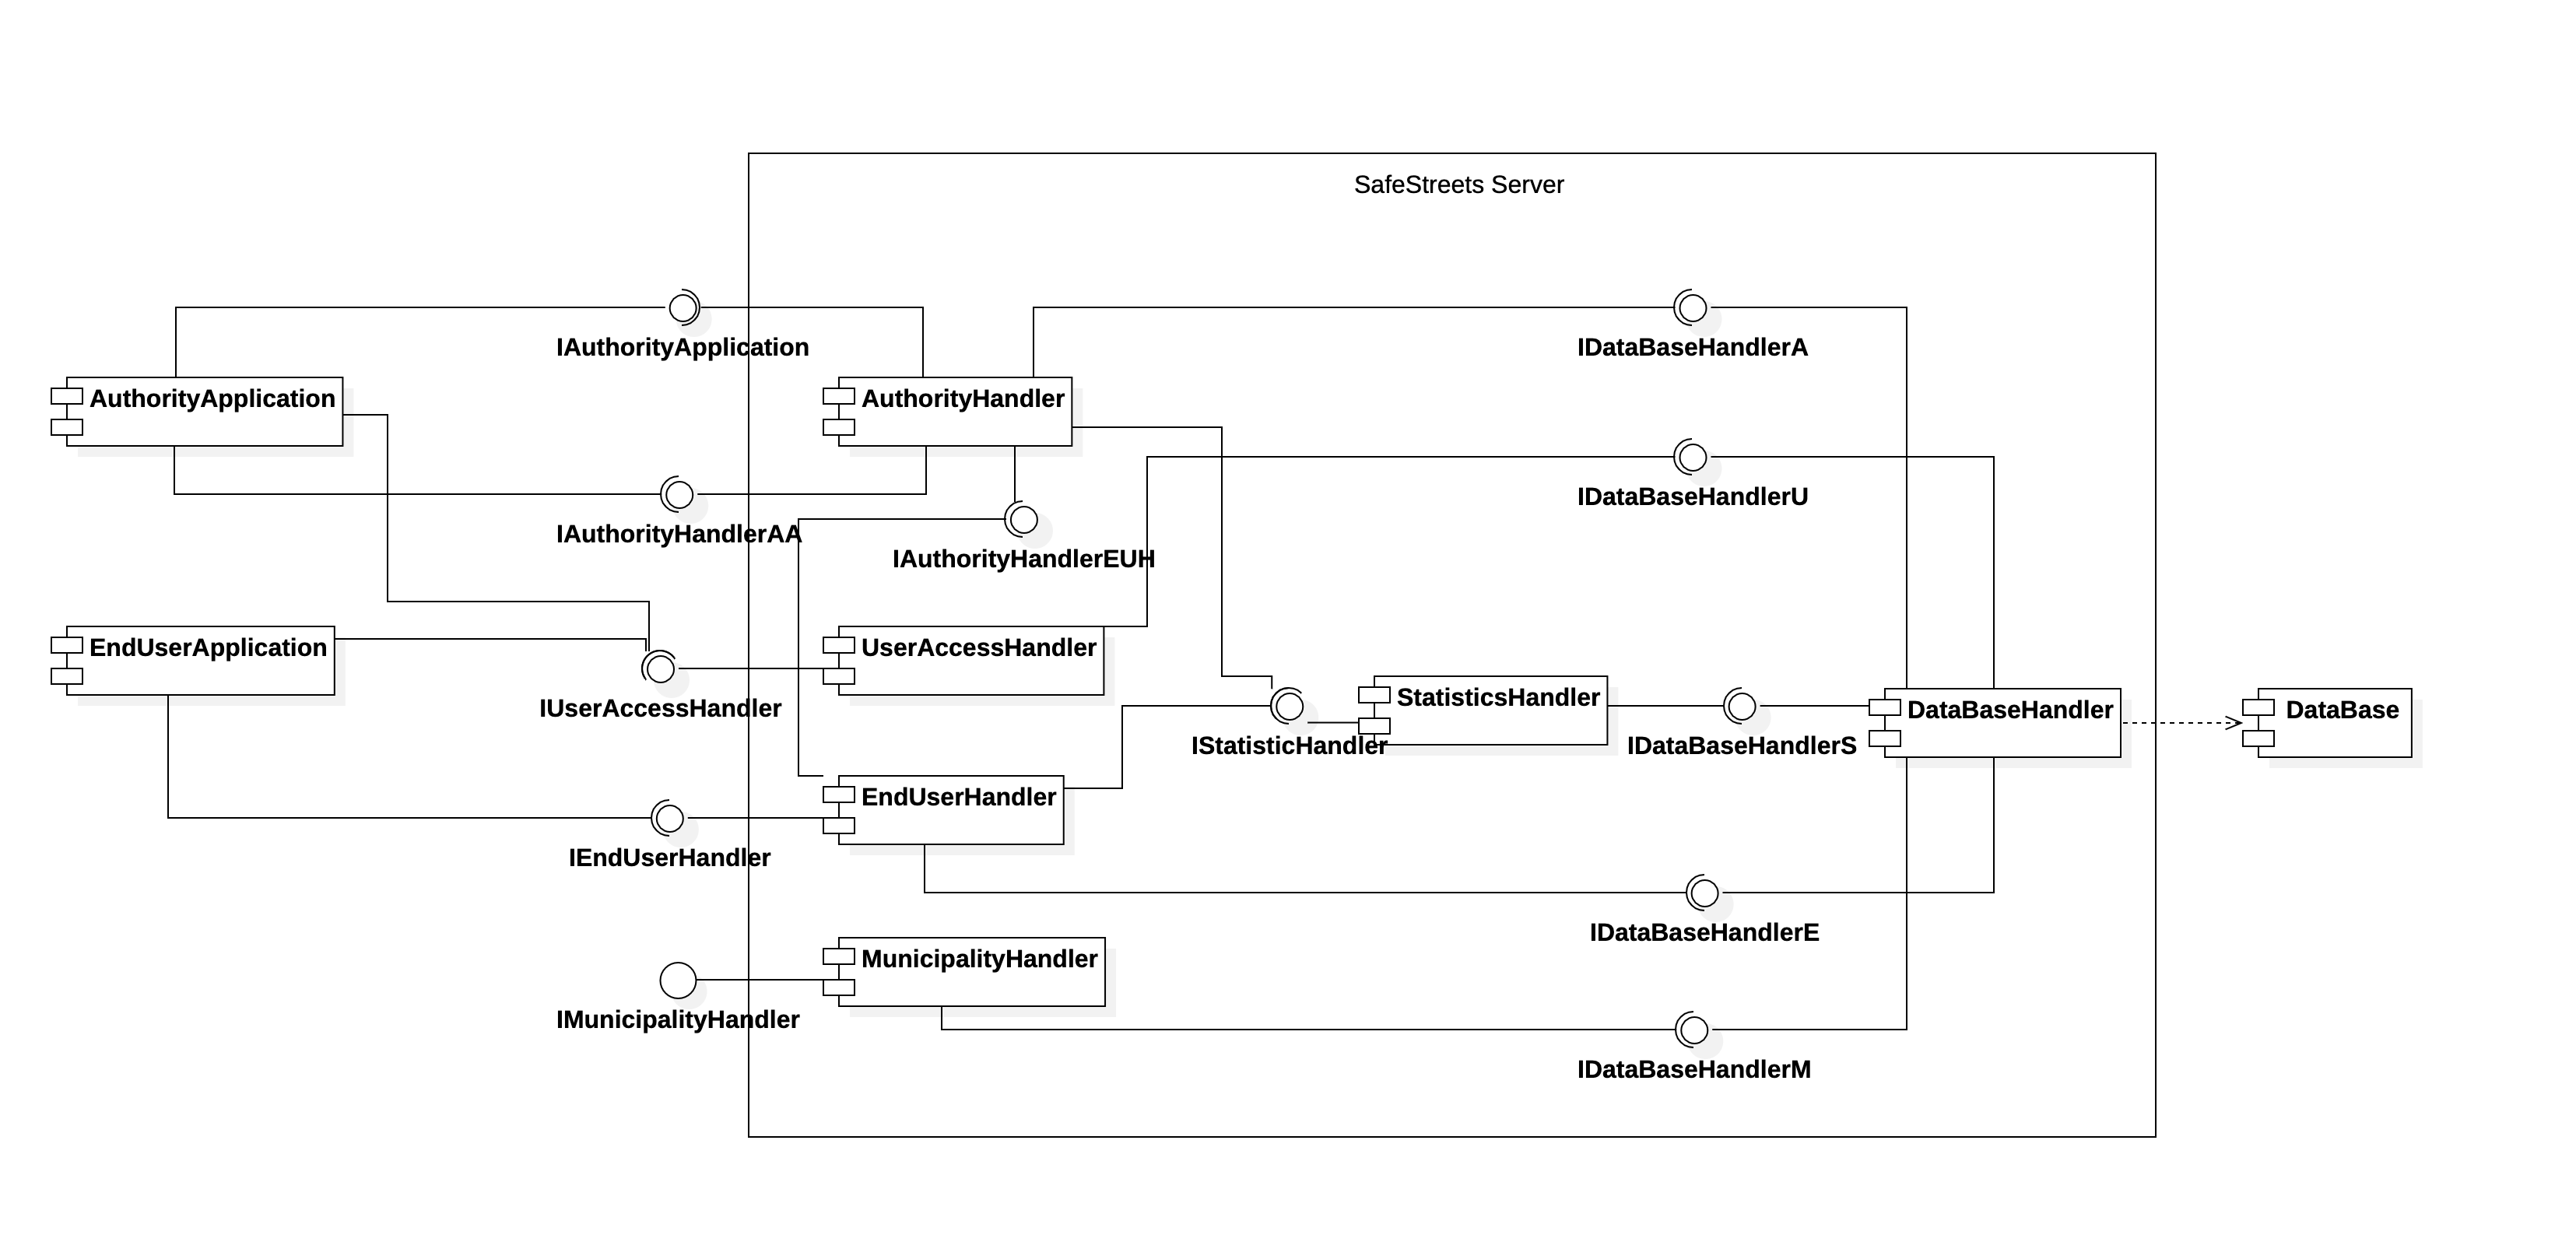 SafeStreets Server
IAuthorityApplication
IDataBaseHandlerA
AuthorityApplication
AuthorityHandler
IDataBaseHandlerU
IAuthorityHandlerAA
IAuthorityHandlerEUH
EndUserApplication
UserAccessHandler
IUserAccessHandler
StatisticsHandler
DataBaseHandler
DataBase
IStatisticHandler
IDataBaseHandlerS
EndUserHandler
IEndUserHandler
IDataBaseHandlerE
MunicipalityHandler
IMunicipalityHandler
IDataBaseHandlerM